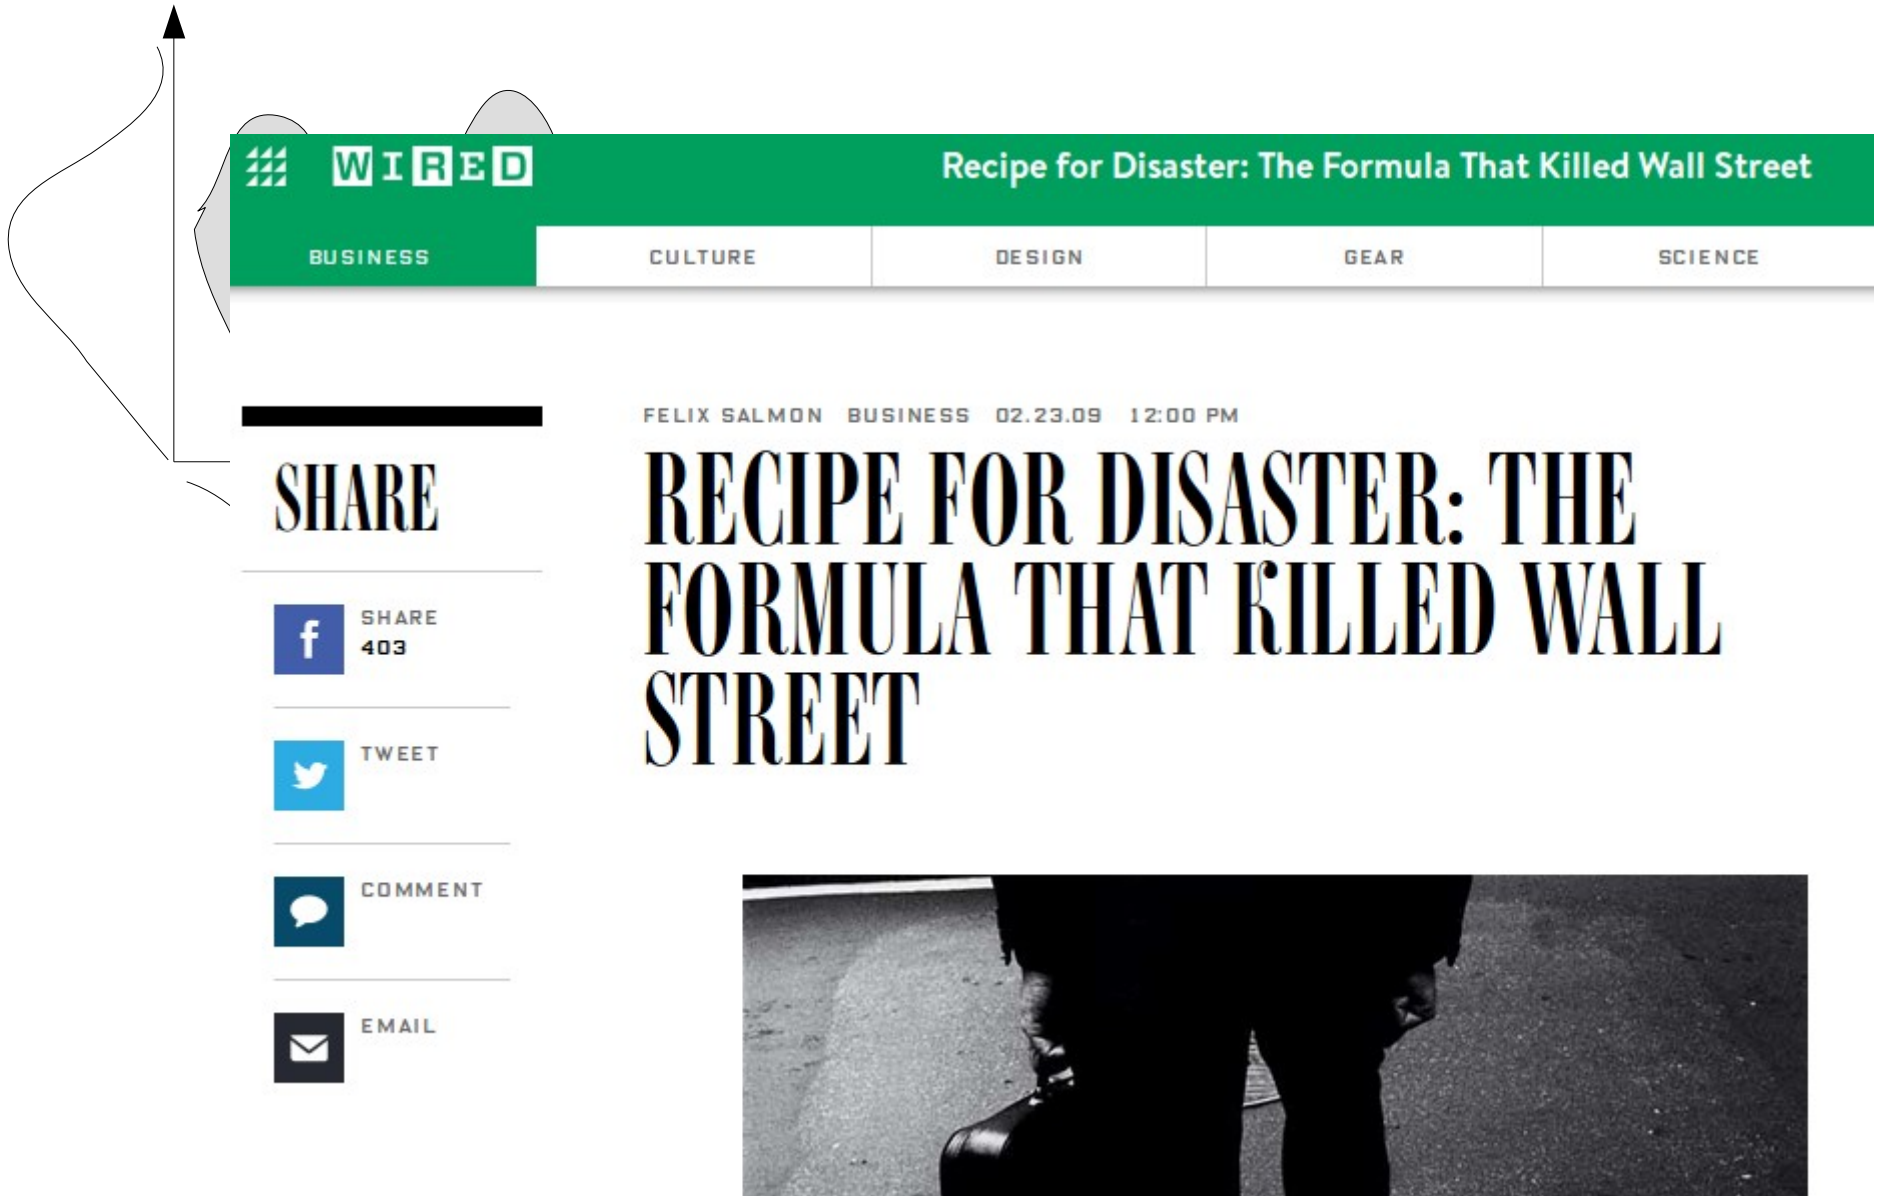 WIRED
Recipe for Disaster: The Formula That Killed Wall Street
BUSINESS
CULTURE
DESIGN
GEAR
SCIENCE
SHARE
SHARE
403
TWEET
COMMENT
EMAIL
FELIX SALMON BUSINESS 02.23.09 12:00 PM
RECIPE FOR DISASTER: THE
FORMULA THAT KILLED WALL
STREET